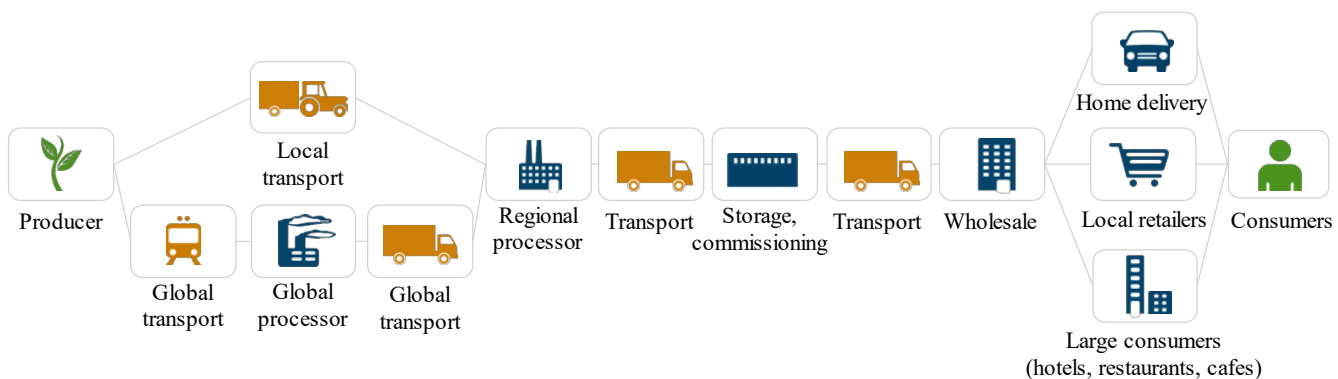 Producer
Local
transport
Global
transport
Global
processor
Global
transport
Regional
processor
Transport
Storage,
commissioning
Transport
Wholesale
Home delivery
Local retailers
Large consumers
(hotels, restaurants, cafes)
Consumers